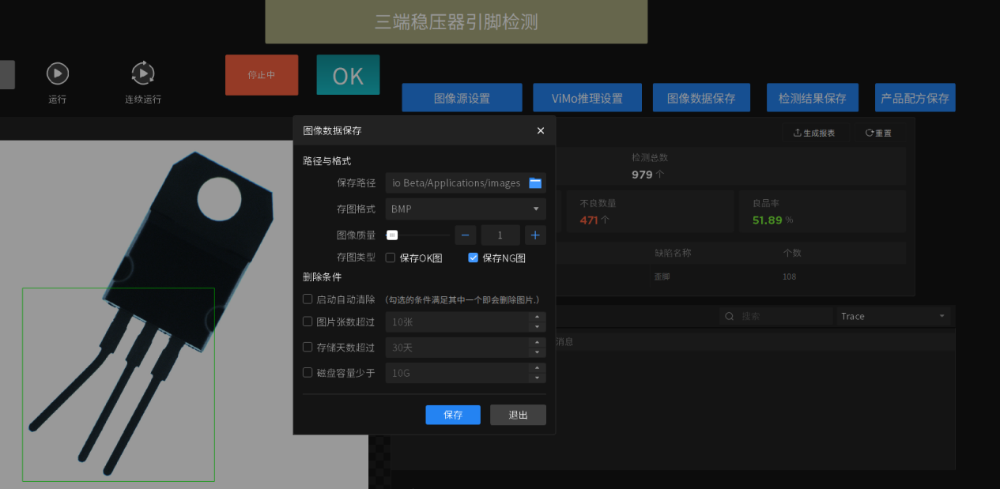 三端稳压器引脚检测
运行
连续运行
停止中
OK
图像源设置
ViMo推理设置
图像数据保存
检测结果保存
产品配方保存
图像数据保存
生成报表
重置
路径与格式
保存路径 io Beta/Applications/images
存图格式 BMP
图像质量 1
存图类型 保存OK图 保存NG图
删除条件
启动自动清除 (勾选的条件满足其中一个即会删除图片.)
图片张数超过 10张
存储天数超过 30天
磁盘容量少于 10G
保存 退出
检测总数
979 个
不良数量
471 个
良品率
51.89 %
缺陷名称 个数
歪脚 108
搜索 Trace
消息